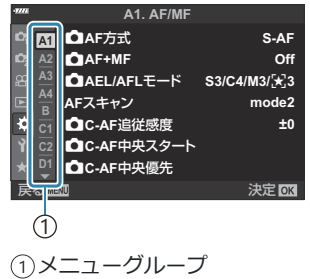 A1. AF/MF
A1 AF方式 S-AF
A2 AF+MF Off
A3 AEL/AFLモード S3/C4/M3/3
A4 AFスキャン mode2
B
C1 C-AF追従感度 ±0
C2 C-AF中央スタート
D1 C-AF中央優先
戻る MENU 決定 OK
1
①メニューグループ